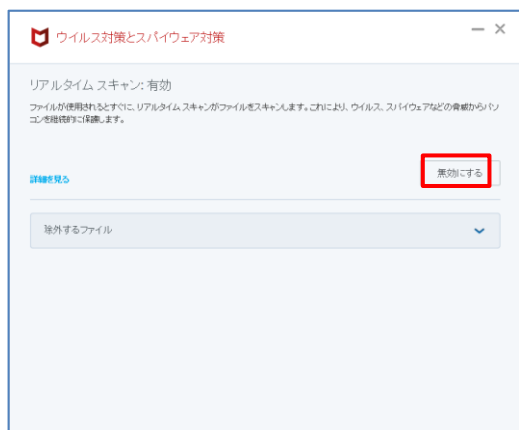 ウイルス対策とスパイウェア対策
リアルタイム スキャン: 有効
ファイルが使用されるとすぐに、リアルタイム スキャンがファイルをスキャンします。これにより、ウイルス、スパイウェアなどの脅威からパソ
コンを継続的に保護します。
無効にする
詳細を見る
除外するファイル